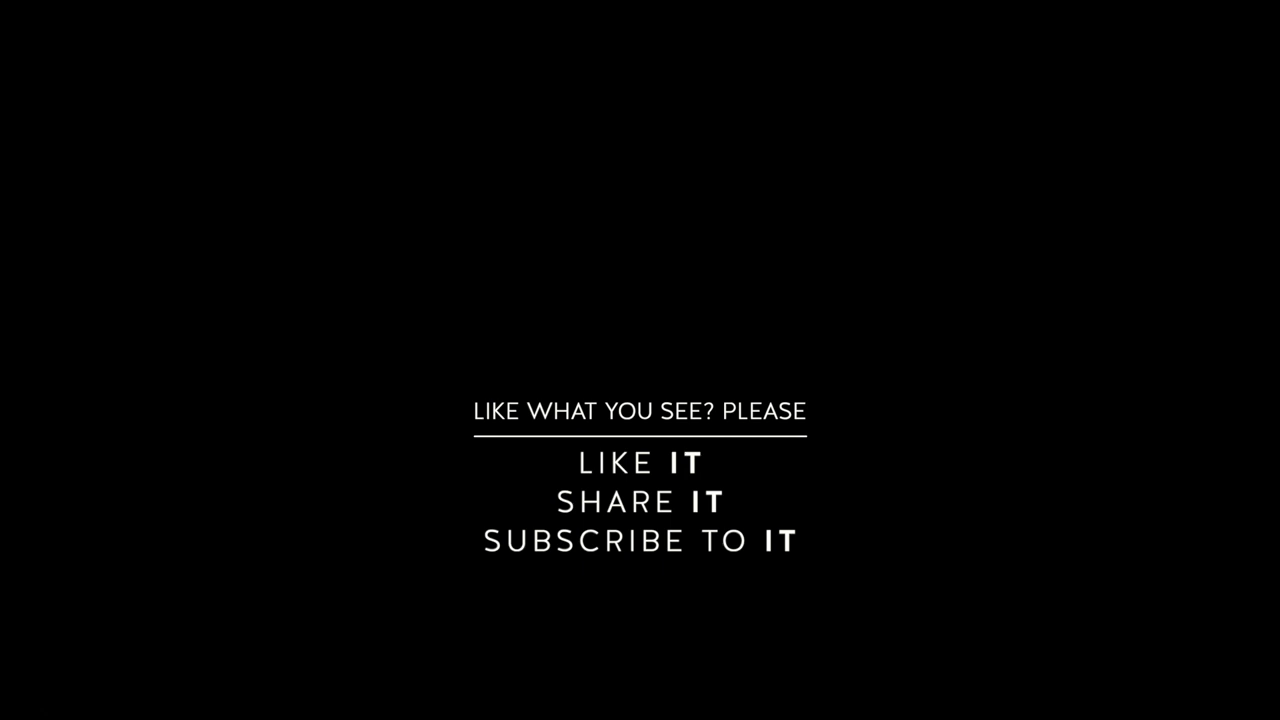 LIKE WHAT YOU SEE? PLEASE
LIKE IT
SHARE IT
SUBSCRIBE TO IT